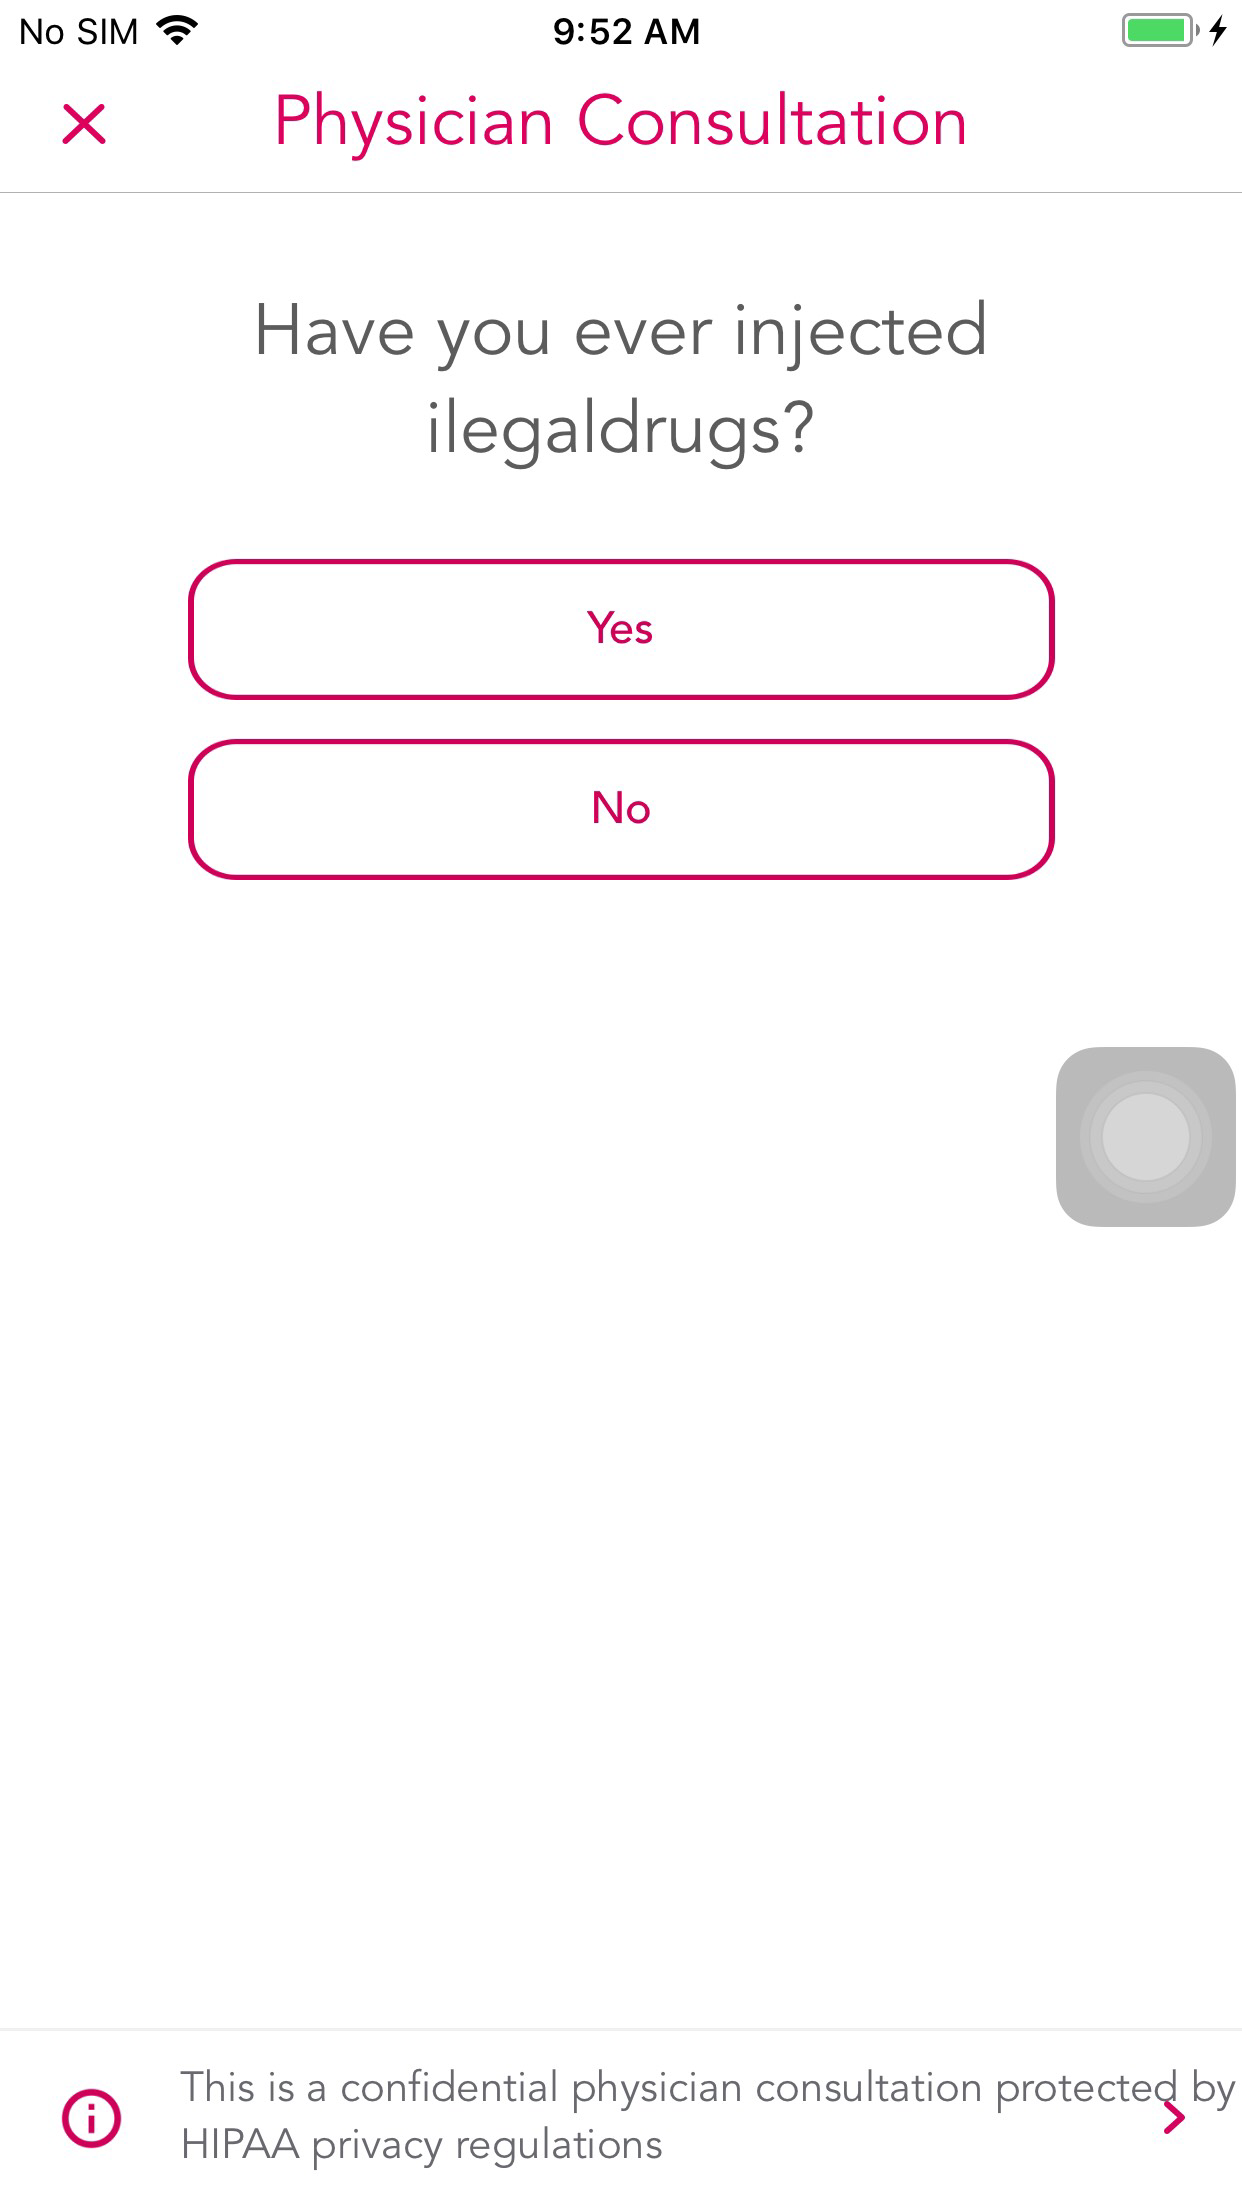 No SIM 9:52 AM
Physician Consultation
Have you ever injected
ilegaldrugs?
Yes
No
This is a confidential physician consultation protected by
HIPAA privacy regulations